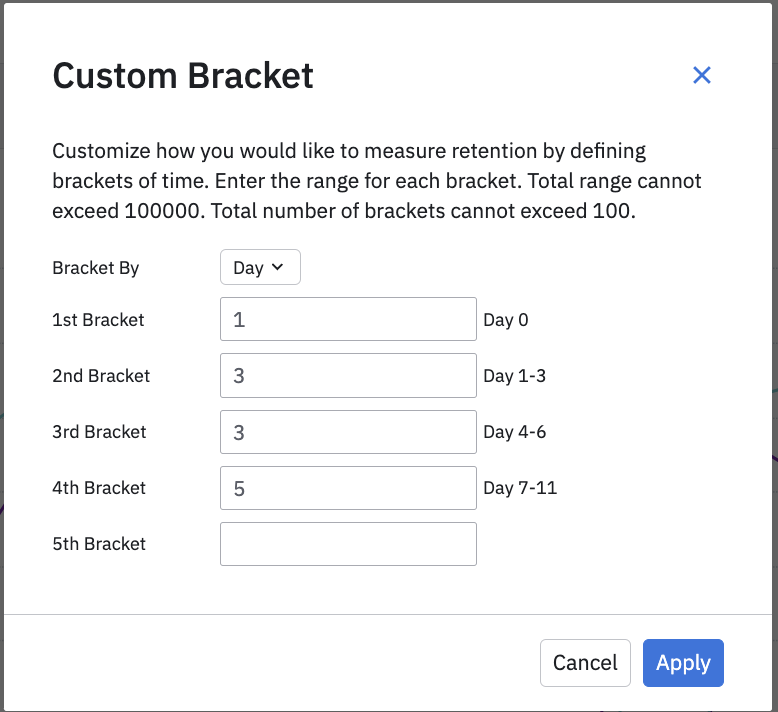 Custom Bracket
Customize how you would like to measure retention by defining
brackets of time. Enter the range for each bracket. Total range cannot
exceed 100000. Total number of brackets cannot exceed 100.
Bracket By Day
1st Bracket 1 Day 0
2nd Bracket 3 Day 1-3
3rd Bracket 3 Day 4-6
4th Bracket 5 Day 7-11
5th Bracket
Cancel Apply